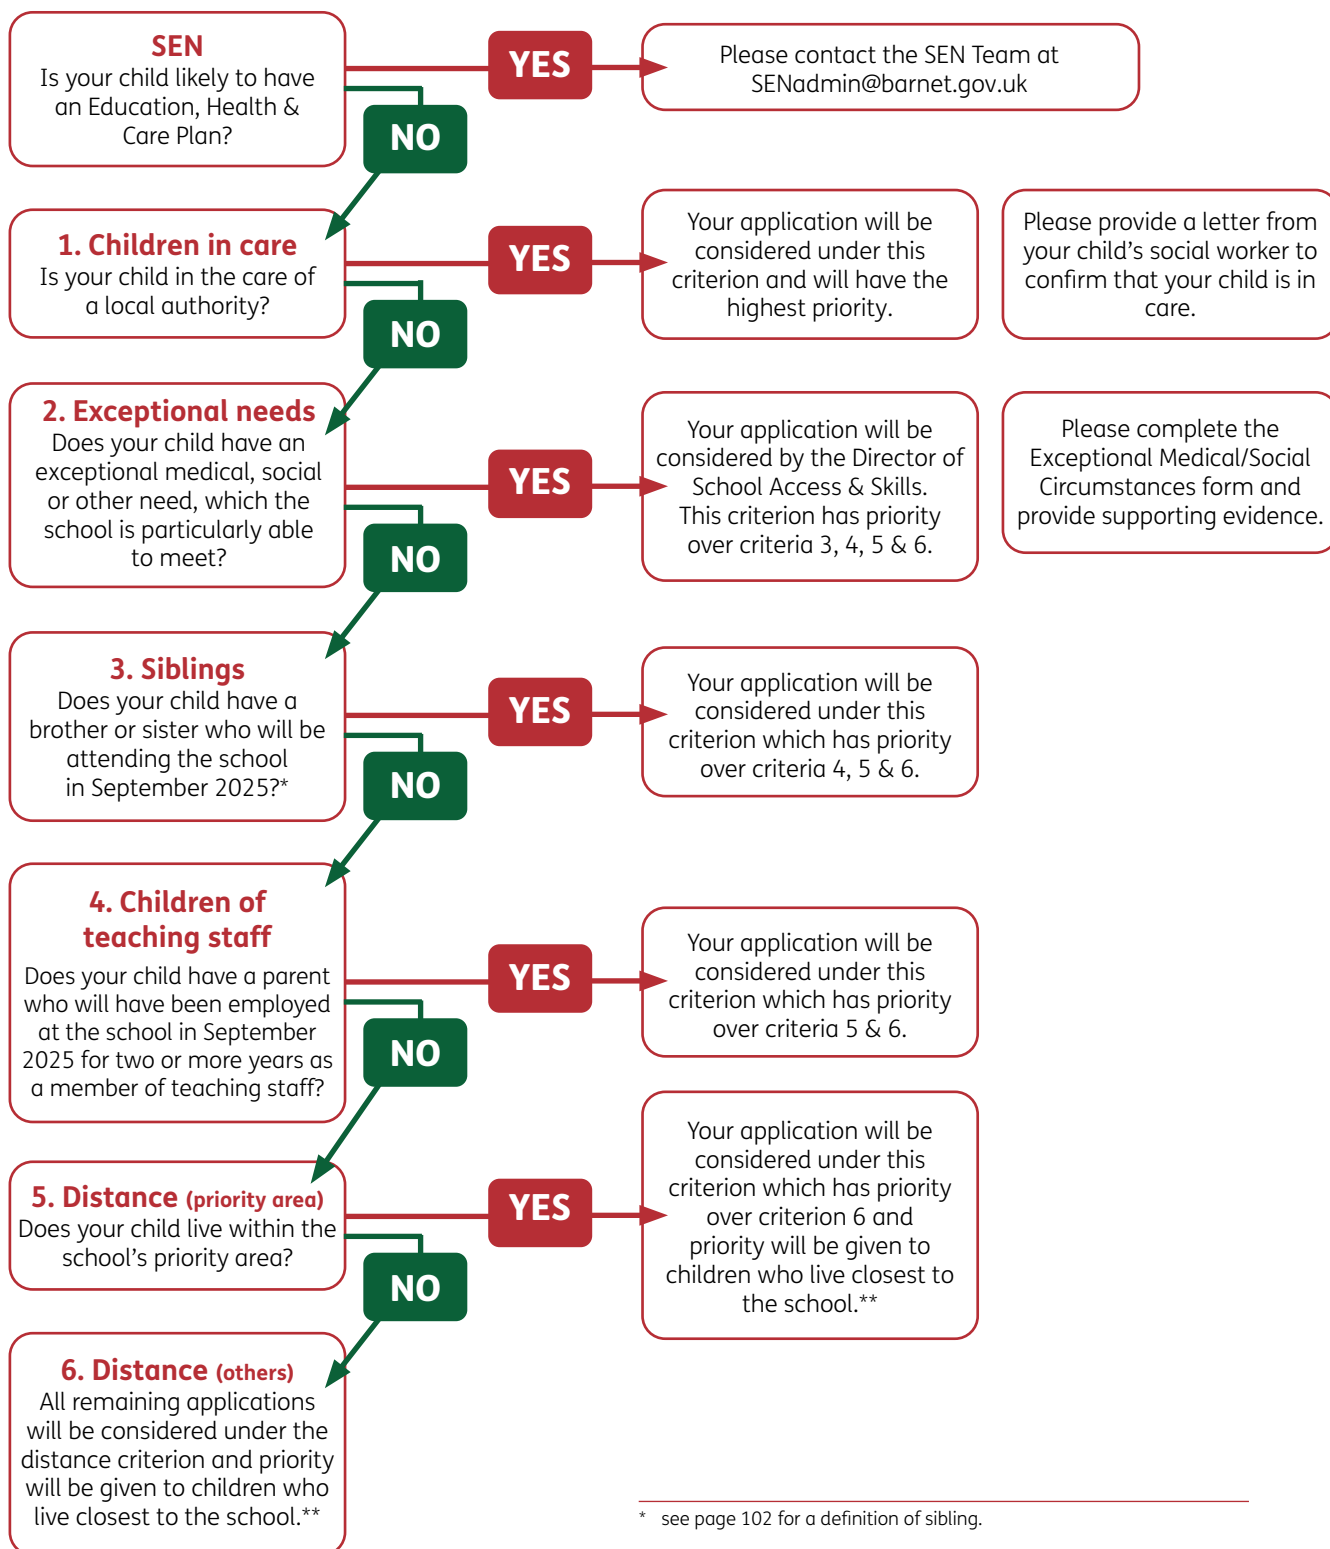 SEN
Is your child likely to have
an Education, Health &
Care Plan?
YES
Please contact the SEN Team at
SENadmin@barnet.gov.uk
NO
1. Children in care
Is your child in the care of
a local authority?
YES
Your application will be
considered under this
criterion and will have the
highest priority.
Please provide a letter from
your child’s social worker to
confirm that your child is in
care.
NO
2. Exceptional needs
Does your child have an
exceptional medical, social
or other need, which the
school is particularly able
to meet?
YES
Your application will be
considered by the Director of
School Access & Skills.
This criterion has priority
over criteria 3, 4, 5 & 6.
Please complete the
Exceptional Medical/Social
Circumstances form and
provide supporting evidence.
NO
3. Siblings
Does your child have a
brother or sister who will be
attending the school
in September 2025?*
YES
Your application will be
considered under this
criterion which has priority
over criteria 4, 5 & 6.
NO
4. Children of
teaching staff
Does your child have a parent
who will have been employed
at the school in September
2025 for two or more years as
a member of teaching staff?
YES
Your application will be
considered under this
criterion which has priority
over criteria 5 & 6.
NO
5. Distance (priority area)
Does your child live within the
school’s priority area?
YES
Your application will be
considered under this
criterion which has priority
over criterion 6 and
priority will be given to
children who live closest to
the school.**
NO
6. Distance (others)
All remaining applications
will be considered under the
distance criterion and priority
will be given to children who
live closest to the school.**
* see page 102 for a definition of sibling.